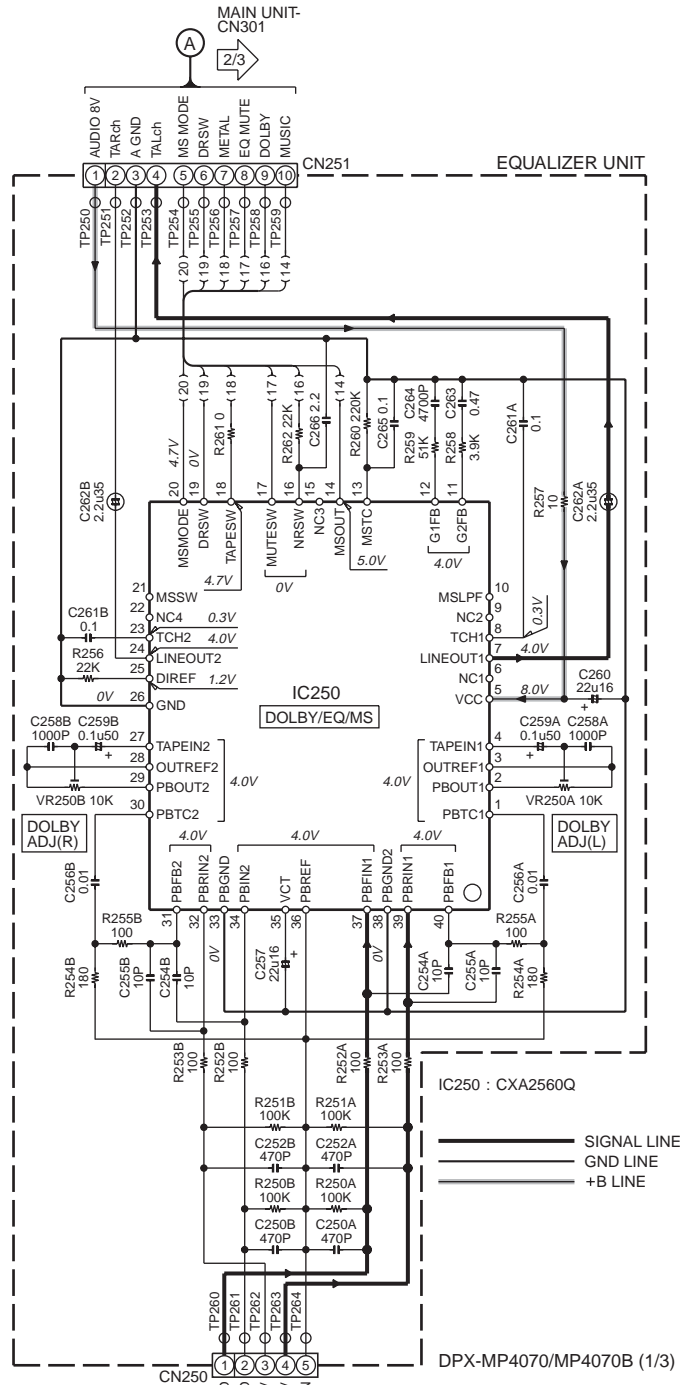 MAIN UNIT-
CN301
A
2/3
AUDIO 8V
TARch
A GND
TALch
MS MODE
DRSW
METAL
EQ MUTE
DOLBY
MUSIC
CN251
EQUALIZER UNIT
1 2 3 4 5 6 7 8 9 10
TP250
TP251
TP252
TP253
TP254
TP255
TP256
TP257
TP258
TP259
20 19 18 17 16 14
20 19 18 17 16 14
4.7V
0V
R261 0
R262 22K
C266 2.2
R260 220K
C265 0.1
C264
4700P
R259
51K
C263
0.47
R258
3.9K
C261A
0.1
R257
10
C262A
2.2u35
C262B
2.2u35
20 19 18 17 16 15 14 13 12 11
MSMODE
DRSW
TAPESW
MUTESW
NRSW
NC3
MSOUT
MSTC
G1FB
G2FB
4.7V
0V
5.0V
4.0V
21 MSSW
22 NC4
23 TCH2
24 LINEOUT2
25 DIREF
26 GND
27 TAPEIN2
28 OUTREF2
29 PBOUT2
30 PBTC2
0.3V
4.0V
1.2V
0V
4.0V
C261B
0.1
R256
22K
C258B
1000P
C259B
0.1u50
+
VR250B 10K
DOLBY
ADJ(R)
IC250
DOLBY/EQ/MS
MSLPF 10
NC2 9
TCH1 8
LINEOUT1 7
NC1 6
VCC 5
TAPEIN1 4
OUTREF1 3
PBOUT1 2
PBTC1 1
0.3V
4.0V
8.0V
4.0V
C260
22u16
+
C259A
0.1u50
+
C258A
1000P
VR250A 10K
DOLBY
ADJ(L)
4.0V
4.0V
4.0V
PBFB2
PBRIN2
PBGND
PBIN2
VCT
PBREF
PBFIN1
PBGND2
PBRIN1
PBFB1
31 32 33 34 35 36 37 38 39 40
0V
0V
C256B
0.01
R255B
100
R254B
180
C255B
10P
C254B
10P
C257
22u16
+
C254A
10P
C255A
10P
R255A
100
R254A
180
C256A
0.01
R253B
100
R252B
100
R252A
100
R253A
100
R251B
100K
R251A
100K
C252B
470P
C252A
470P
R250B
100K
R250A
100K
C250B
470P
C250A
470P
IC250 : CXA2560Q
SIGNAL LINE
GND LINE
+B LINE
TP260
TP261
TP262
TP263
TP264
CN250
1 2 3 4 5
DPX-MP4070/MP4070B (1/3)